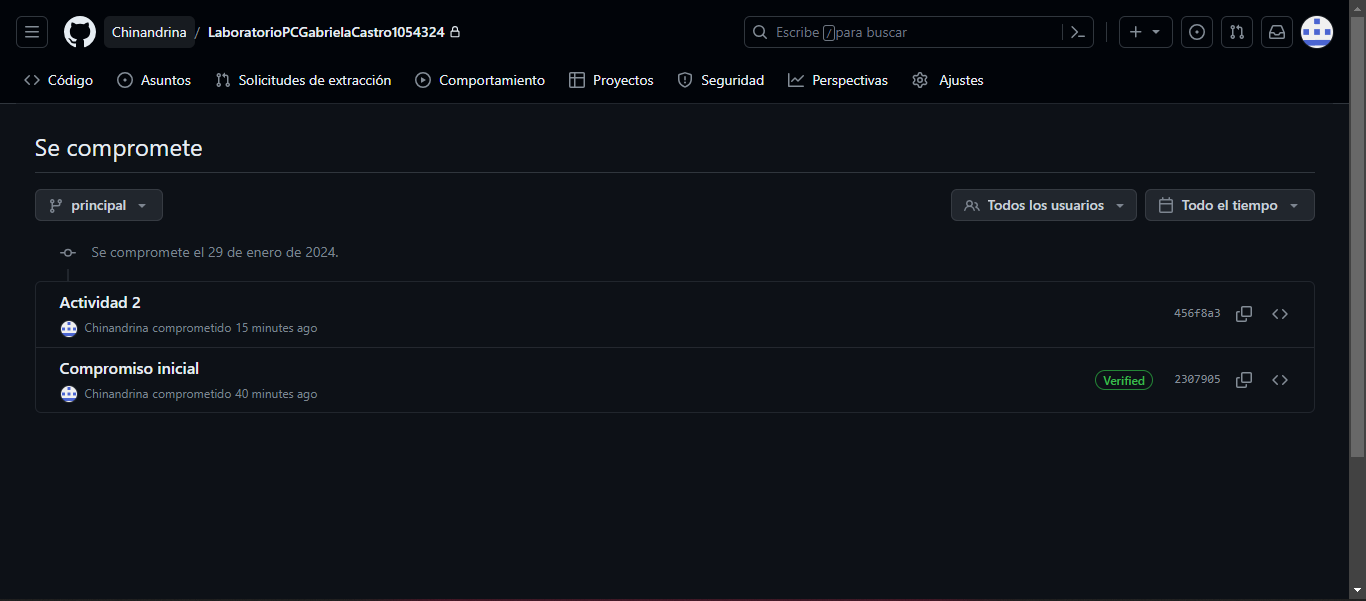 Chinandrina / LaboratorioPCGabrielaCastro1054324
Escribe / para buscar
Código Asuntos Solicitudes de extracción Comportamiento Proyectos Seguridad Perspectivas Ajustes
Se compromete
principal
Todos los usuarios
Todo el tiempo
Se compromete el 29 de enero de 2024.
Actividad 2
456f8a3
Chinandrina comprometido 15 minutes ago
Compromiso inicial
Verified
2307905
Chinandrina comprometido 40 minutes ago